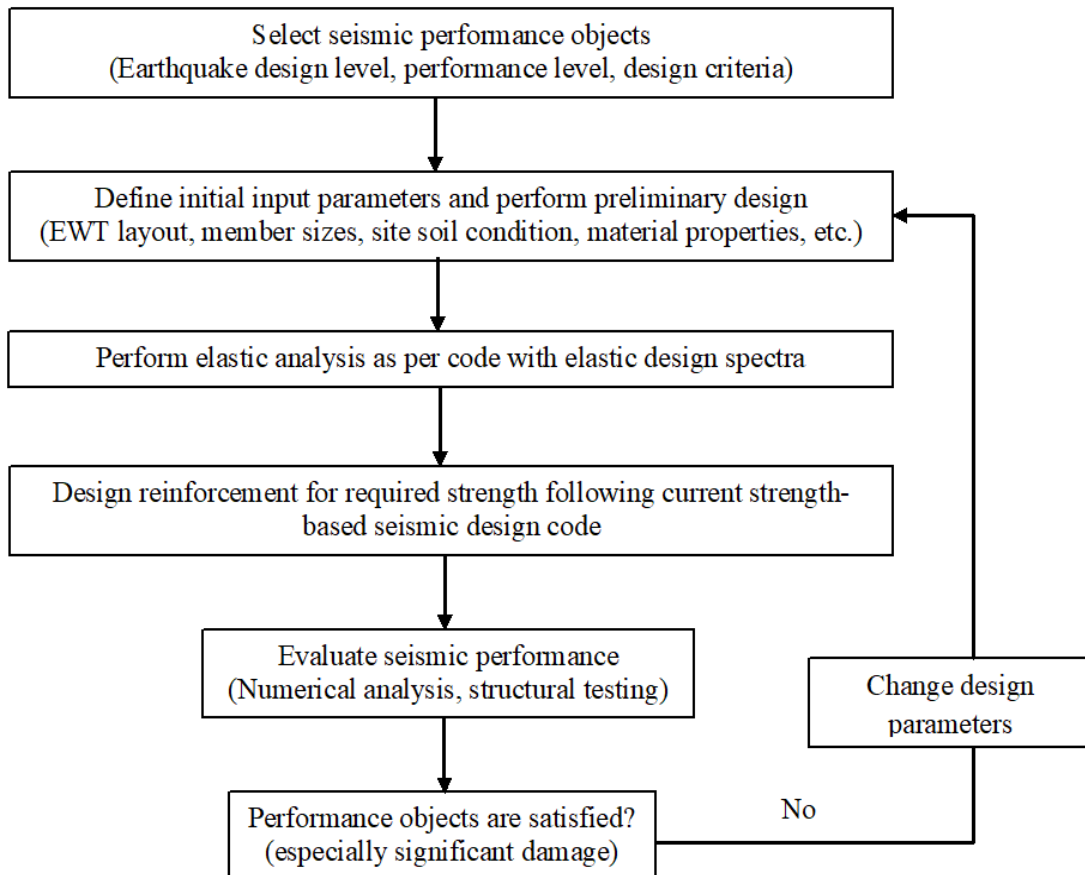 Select seismic performance objects
(Earthquake design level, performance level, design criteria)
Define initial input parameters and perform preliminary design
(EWT layout, member sizes, site soil condition, material properties, etc.)
Perform elastic analysis as per code with elastic design spectra
Design reinforcement for required strength following current strength-
based seismic design code
Evaluate seismic performance
(Numerical analysis, structural testing)
Change design
parameters
Performance objects are satisfied?
(especially significant damage)
No